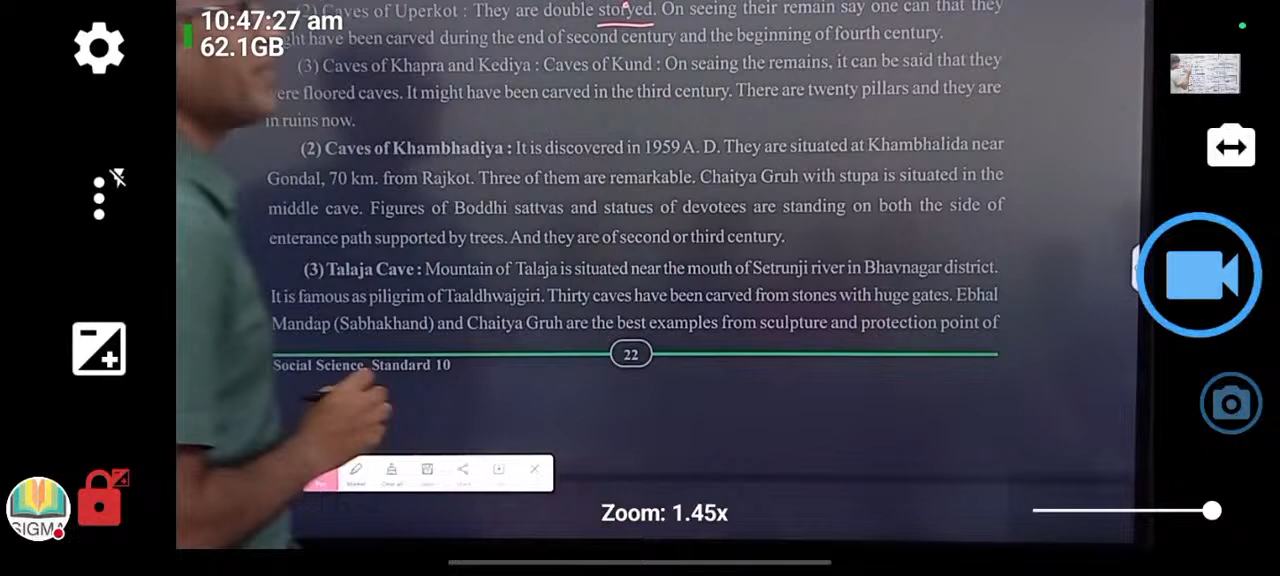 10:47:27 am
62.1GB
2) Caves of Uperkot : They are double storyed. On seeing their remain say one can that they
ght have been carved during the end of second century and the beginning of fourth century.
(3) Caves of Khapra and Kediya : Caves of Kund : On seaing the remains, it can be said that they
ere floored caves. It might have been carved in the third century. There are twenty pillars and they are
in ruins now.
(2) Caves of Khambhadiya : It is discovered in 1959 A. D. They are situated at Khambhalida near
Gondal, 70 km. from Rajkot. Three of them are remarkable. Chaitya Gruh with stupa is situated in the
middle cave. Figures of Boddhi sattvas and statues of devotees are standing on both the side of
enterance path supported by trees. And they are of second or third century.
(3) Talaja Cave : Mountain of Talaja is situated near the mouth of Setrunji river in Bhavnagar district.
It is famous as piligrim of Taaldhwajgiri. Thirty caves have been carved from stones with huge gates. Ebhal
Mandap (Sabhakhand) and Chaitya Gruh are the best examples from sculpture and protection point of
22
Social Science, Standard 10
Pen Marker Clear all
Zoom: 1.45x
SIGMA